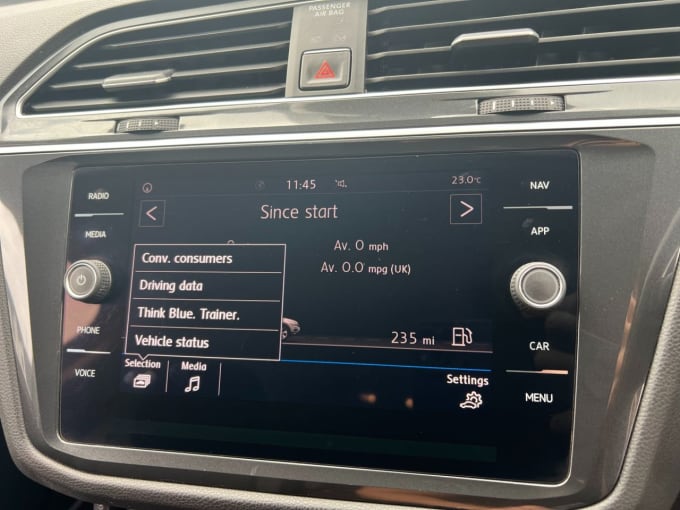 PASSENGER
AIR BAG
RADIO
MEDIA
PHONE
VOICE
11:45
23.0°C
Since start
Av. 0 mph
Av. 0.0 mpg (UK)
Conv. consumers
Driving data
Think Blue. Trainer.
Vehicle status
235 mi
Selection
Media
Settings
NAV
APP
CAR
MENU